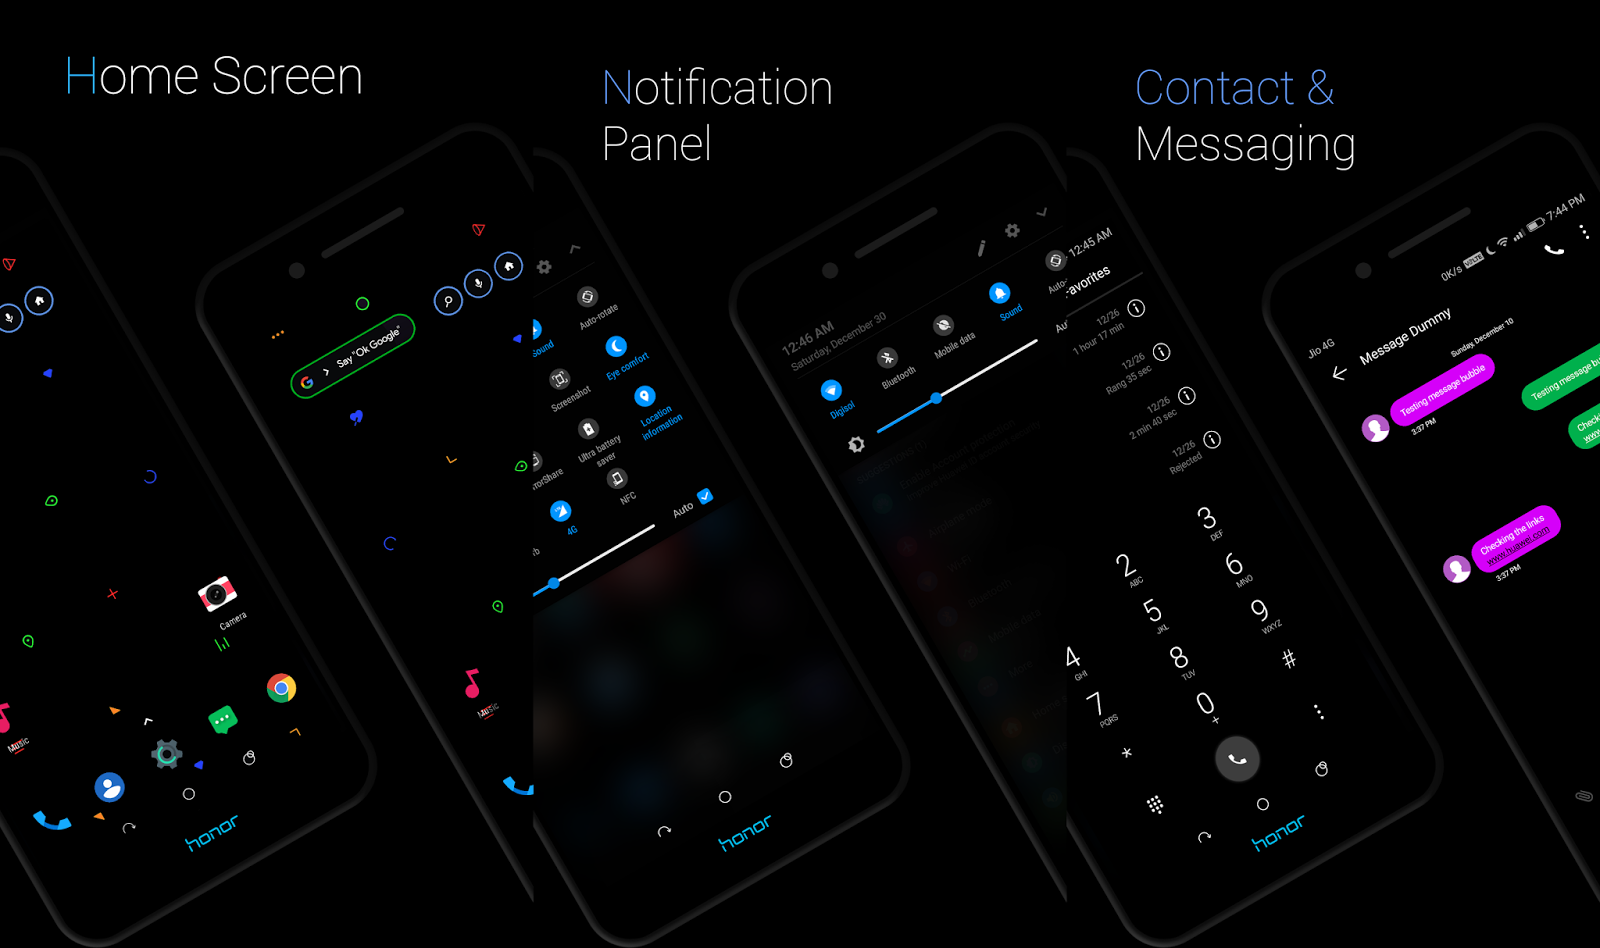 Home Screen
Say "Ok Google"
Camera
Music
Music
honor
Notification
Panel
Sound
Auto-rotate
Eye comfort
Screenshot
Location
information
Ultra battery
saver
NFC
4G
Auto
12:46 AM
Saturday, December 30
Digisol
Bluetooth
Mobile data
Sound
Auto-
honor
Contact &
Messaging
12:45 AM
avorites
12/26
1 hour 17 min
12/26
Rang 35 sec
12/26
2 min 40 sec
12/26
Rejected
3
DEF
2
ABC
6
MNO
5
JKL
9
WXYZ
4
GHI
8
TUV
#
7
PQRS
0
+
*
honor
7:44 PM
0K/s
VoLTE
Jio 4G
Message Dummy
Sunday, December 10
Testing message bubble
3:37 PM
Testing message bu
Check
www.
Checking the links
www.huawei.com
3:37 PM